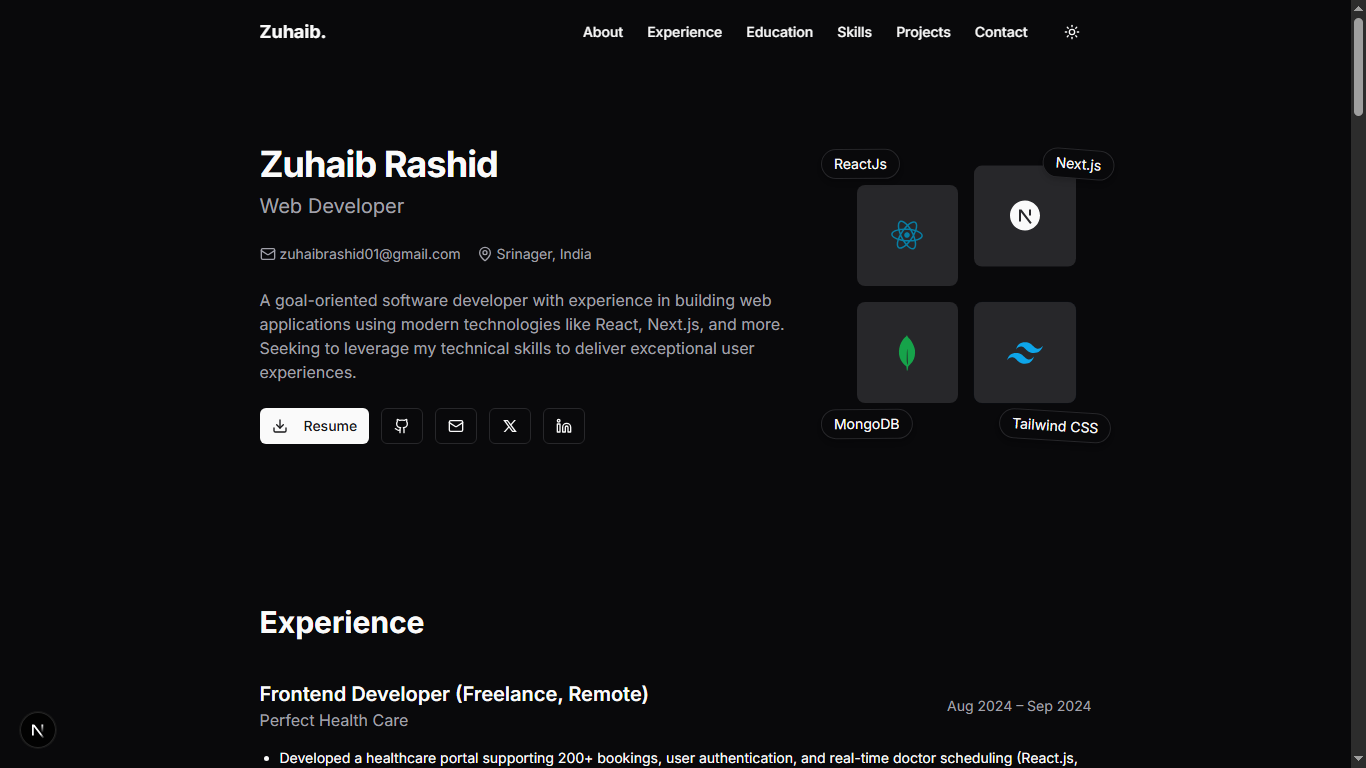 Zuhaib.
About Experience Education Skills Projects Contact
Zuhaib Rashid
Web Developer
zuhaibrashid01@gmail.com Srinager, India
A goal-oriented software developer with experience in building web
applications using modern technologies like React, Next.js, and more.
Seeking to leverage my technical skills to deliver exceptional user
experiences.
Resume
ReactJs
Next.js
MongoDB
Tailwind CSS
Experience
Frontend Developer (Freelance, Remote)
Perfect Health Care
Aug 2024 – Sep 2024
• Developed a healthcare portal supporting 200+ bookings, user authentication, and real-time doctor scheduling (React.js,